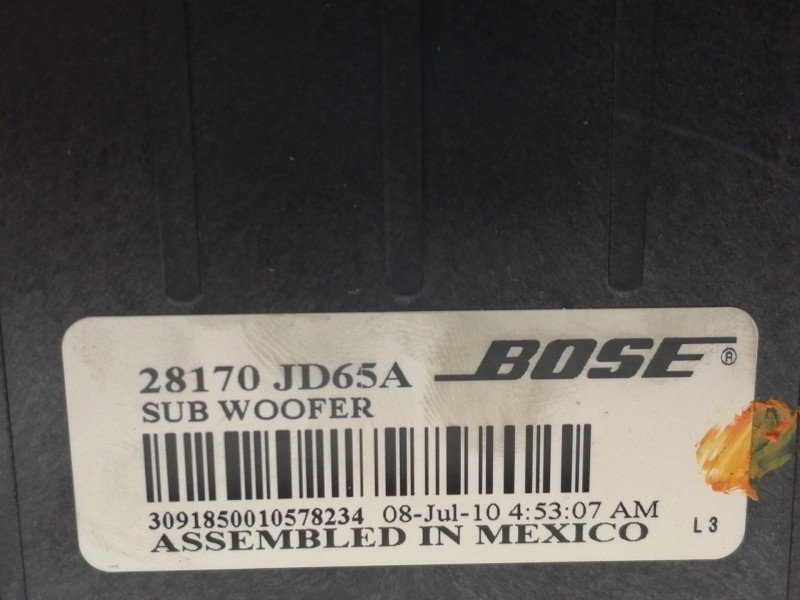 28170 JD65A BOSE®
SUB WOOFER
3091850010578234 08-Jul-10 4:53:07 AM
ASSEMBLED IN MEXICO L 3